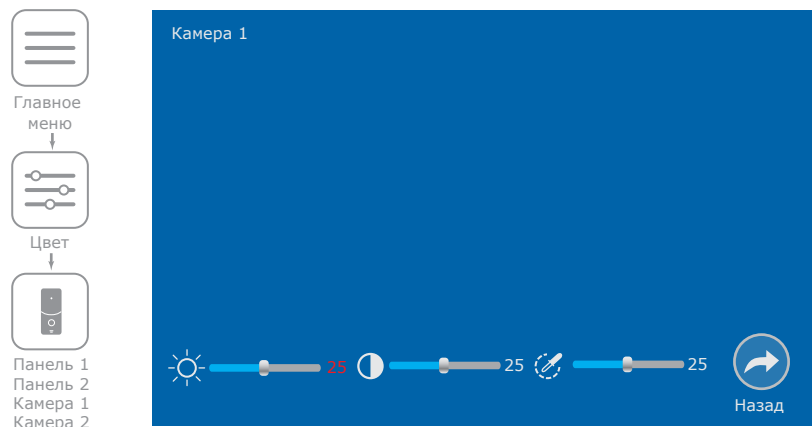 Главное
меню
Цвет
Панель 1
Панель 2
Камера 1
Камера 2
Камера 1
25
25
25
Назад